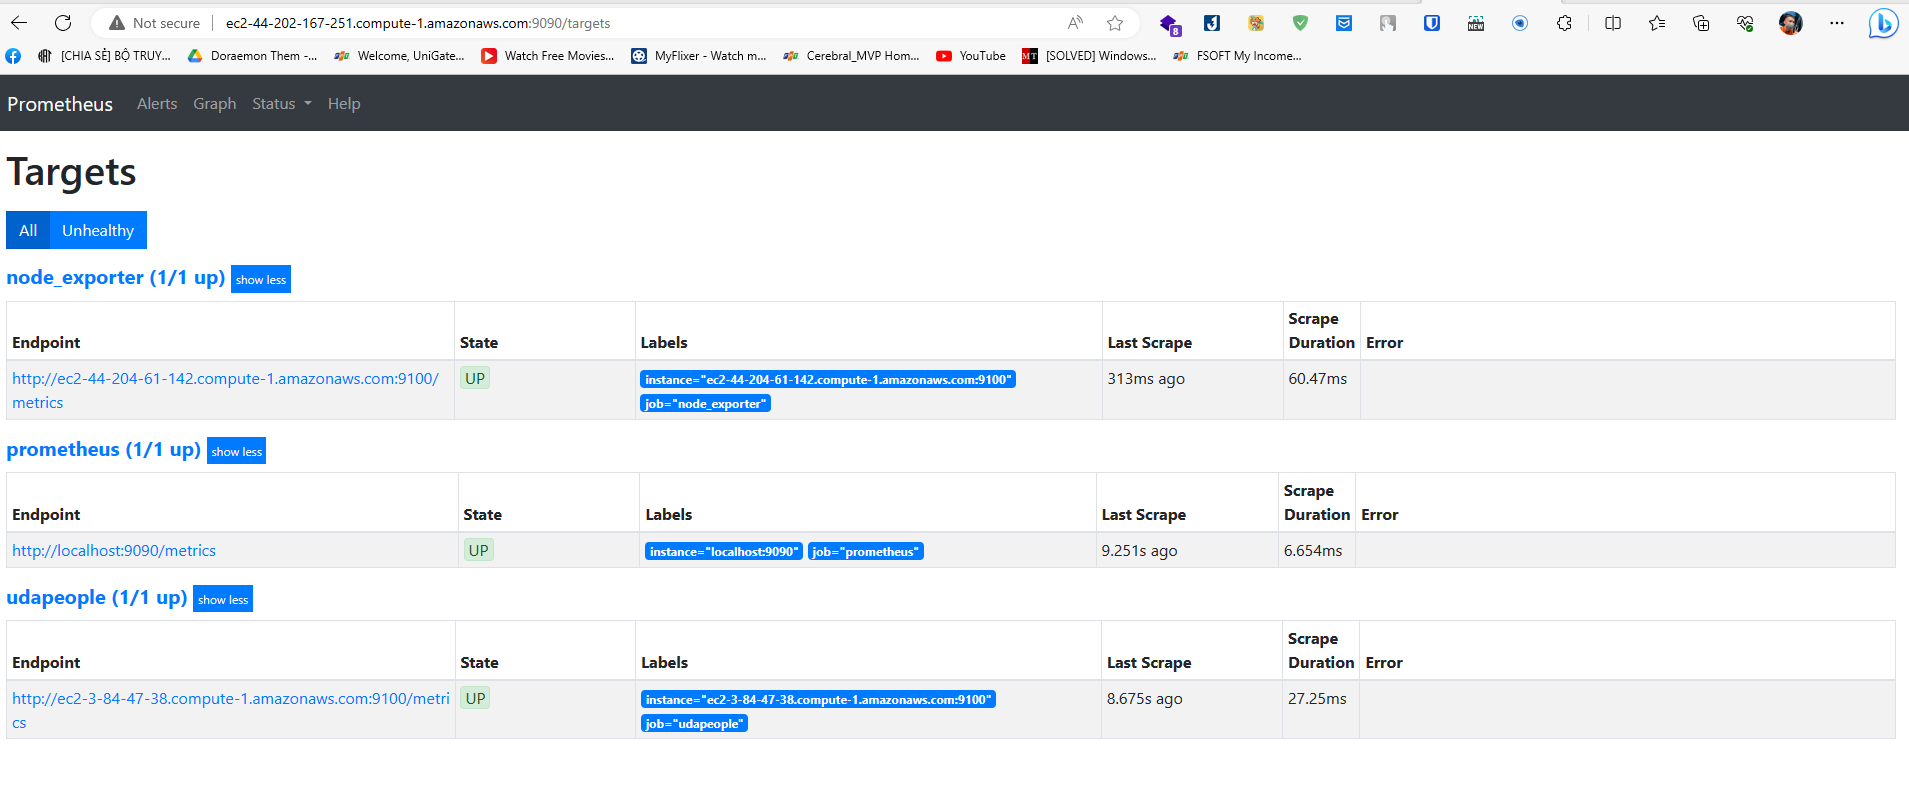 Not secure | ec2-44-202-167-251.compute-1.amazonaws.com:9090/targets
8
NEW
[CHIA SẺ] BỘ TRUY... Doraemon Them -... Welcome, UniGate... Watch Free Movies... MyFlixer - Watch m... Cerebral_MVP Hom... YouTube MT [SOLVED] Windows... FSOFT My Income...
Prometheus Alerts Graph Status Help
Targets
All Unhealthy
node_exporter (1/1 up) show less
Endpoint State Labels Last Scrape Scrape Duration Error
http://ec2-44-204-61-142.compute-1.amazonaws.com:9100/ UP instance="ec2-44-204-61-142.compute-1.amazonaws.com:9100" 313ms ago 60.47ms
metrics job="node_exporter"
prometheus (1/1 up) show less
Endpoint State Labels Last Scrape Scrape Duration Error
http://localhost:9090/metrics UP instance="localhost:9090" job="prometheus" 9.251s ago 6.654ms
udapeople (1/1 up) show less
Endpoint State Labels Last Scrape Scrape Duration Error
http://ec2-3-84-47-38.compute-1.amazonaws.com:9100/metri UP instance="ec2-3-84-47-38.compute-1.amazonaws.com:9100" 8.675s ago 27.25ms
cs job="udapeople"